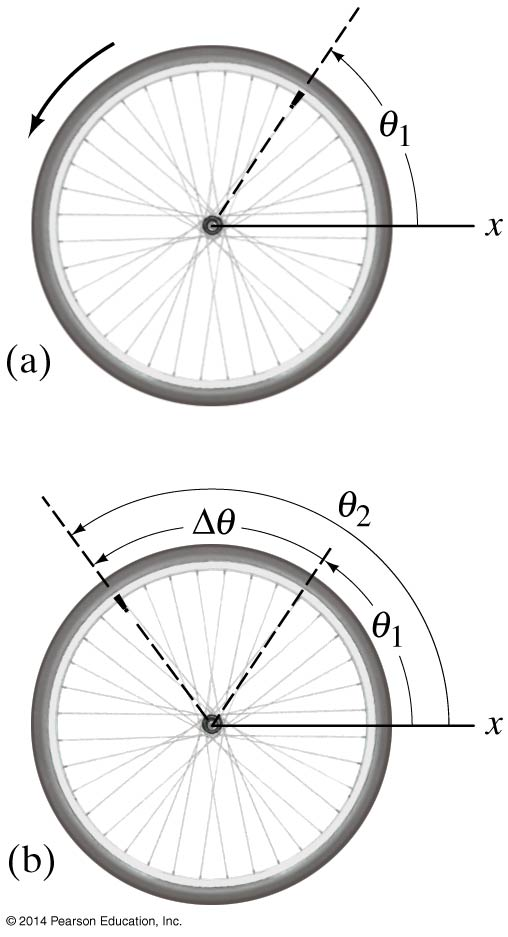 θ1
x
(a)
θ2
Δθ
θ1
x
(b)
© 2014 Pearson Education, Inc.